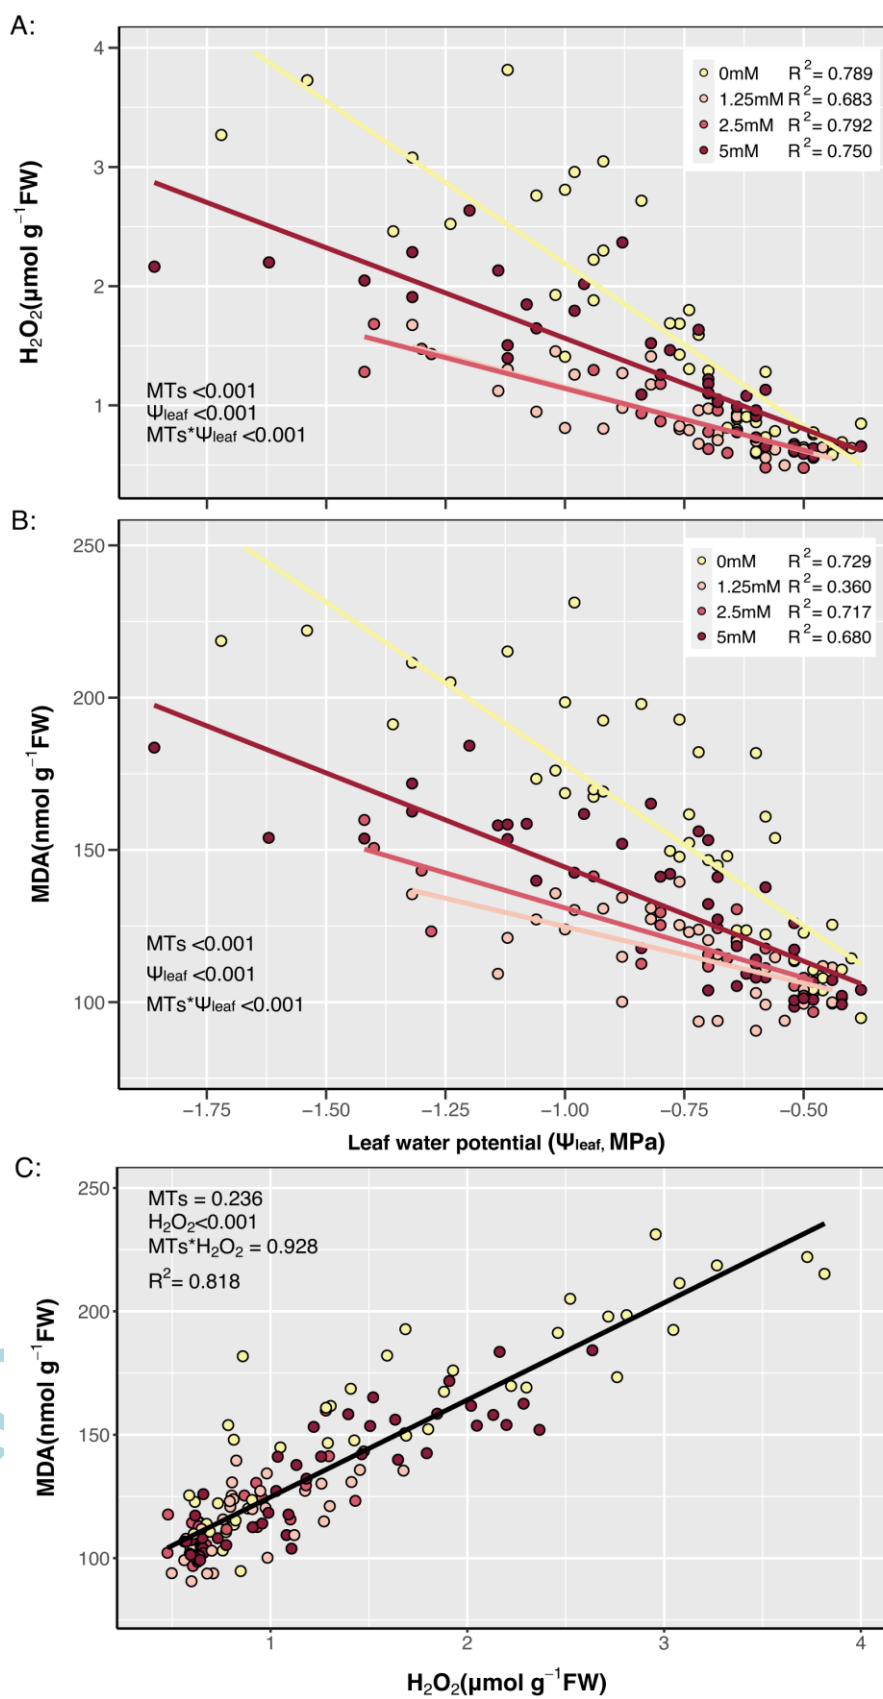 A:
4
3
2
1
H₂O₂(μmol g⁻¹FW)
0mM R²= 0.789
1.25mM R²= 0.683
2.5mM R²= 0.792
5mM R²= 0.750
MTs <0.001
Ψleaf <0.001
MTs*Ψleaf <0.001
B:
250
200
150
100
MDA(nmol g⁻¹FW)
0mM R²= 0.729
1.25mM R²= 0.360
2.5mM R²= 0.717
5mM R²= 0.680
MTs <0.001
Ψleaf <0.001
MTs*Ψleaf <0.001
−1.75 −1.50 −1.25 −1.00 −0.75 −0.50
Leaf water potential (Ψleaf, MPa)
C:
250
200
150
100
MDA(nmol g⁻¹FW)
MTs = 0.236
H₂O₂<0.001
MTs*H₂O₂ = 0.928
R²= 0.818
1 2 3 4
H₂O₂(μmol g⁻¹FW)